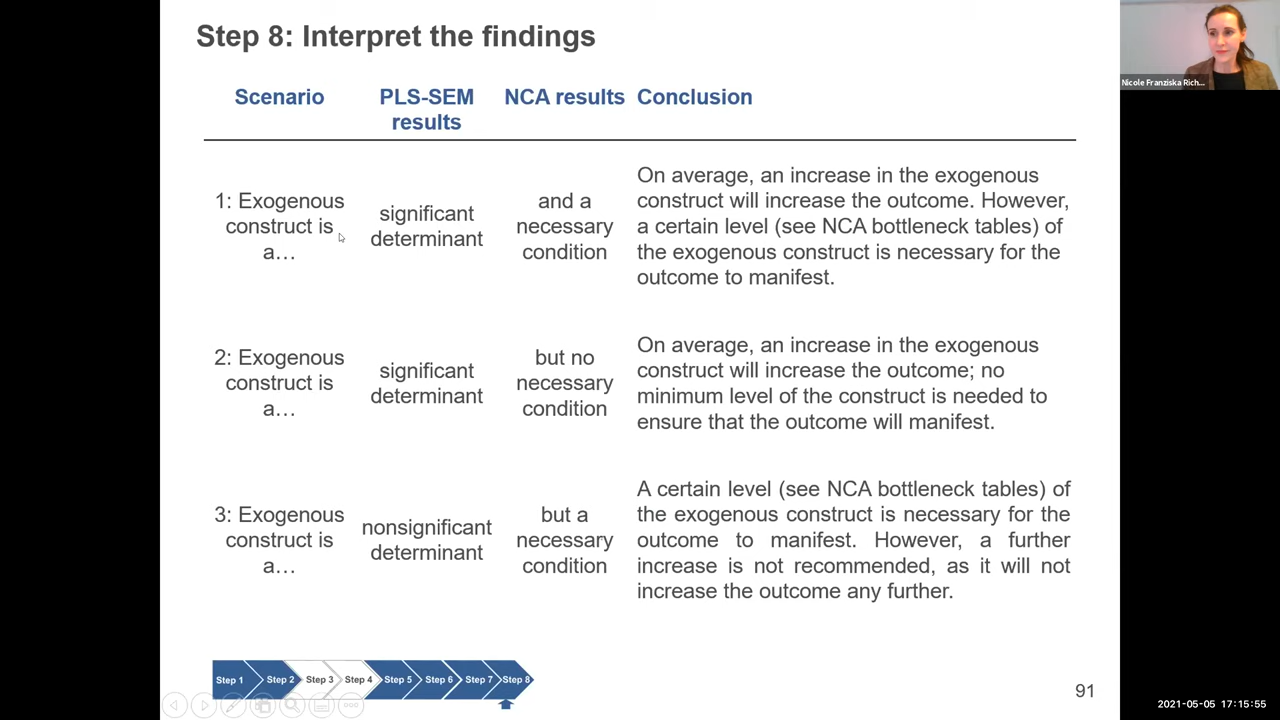 Step 8: Interpret the findings
Nicole Franziska Rich...
Scenario
PLS-SEM
results
NCA results
Conclusion
1: Exogenous
construct is
a…
significant
determinant
and a
necessary
condition
On average, an increase in the exogenous
construct will increase the outcome. However,
a certain level (see NCA bottleneck tables) of
the exogenous construct is necessary for the
outcome to manifest.
2: Exogenous
construct is
a…
significant
determinant
but no
necessary
condition
On average, an increase in the exogenous
construct will increase the outcome; no
minimum level of the construct is needed to
ensure that the outcome will manifest.
3: Exogenous
construct is
a…
nonsignificant
determinant
but a
necessary
condition
A certain level (see NCA bottleneck tables) of
the exogenous construct is necessary for the
outcome to manifest. However, a further
increase is not recommended, as it will not
increase the outcome any further.
Step 1
Step 2
Step 3
Step 4
Step 5
Step 6
Step 7
Step 8
91
2021-05-05 17:15:55